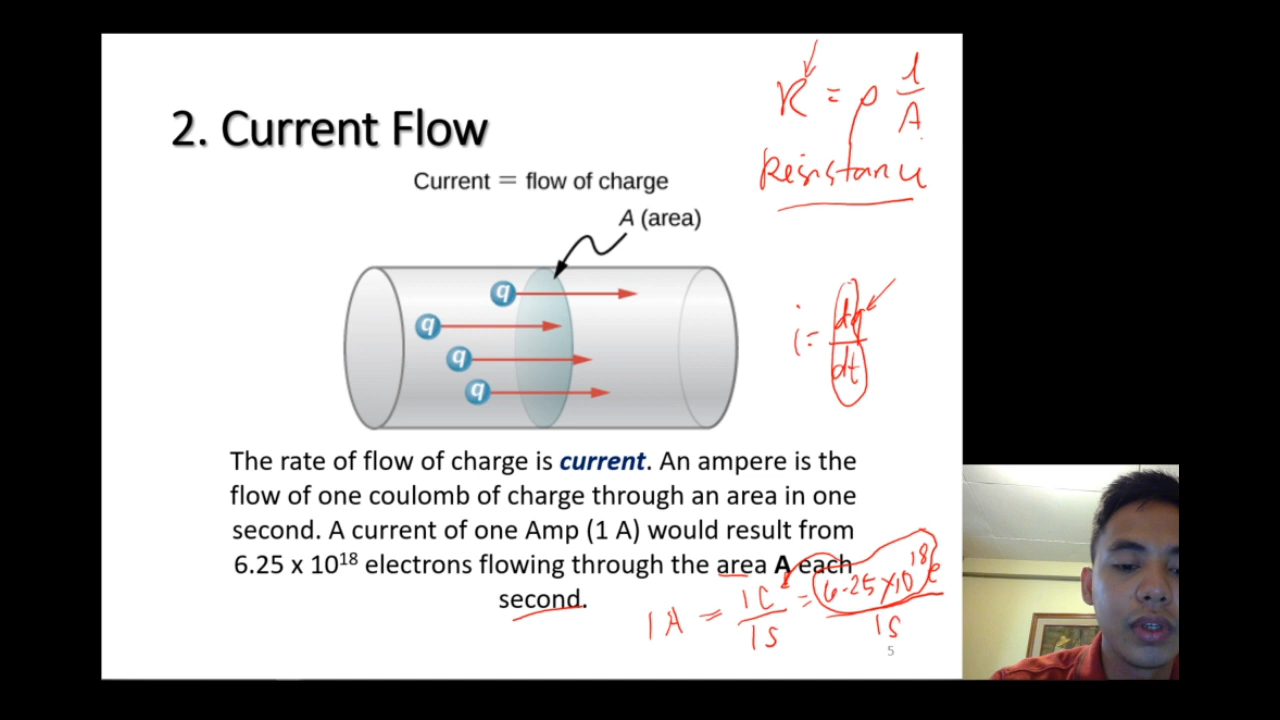 2. Current Flow
Current = flow of charge
A (area)
q
q
q
q
The rate of flow of charge is current. An ampere is the
flow of one coulomb of charge through an area in one
second. A current of one Amp (1 A) would result from
6.25 x 10¹⁸ electrons flowing through the area A each
second.
R = ρ l/A
Resistance
i = dq/dt
1 A = 1C/1s = 6.25 x 10¹⁸ e/1s
5